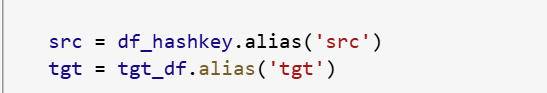 src = df_hashkey.alias('src')
tgt = tgt_df.alias('tgt')